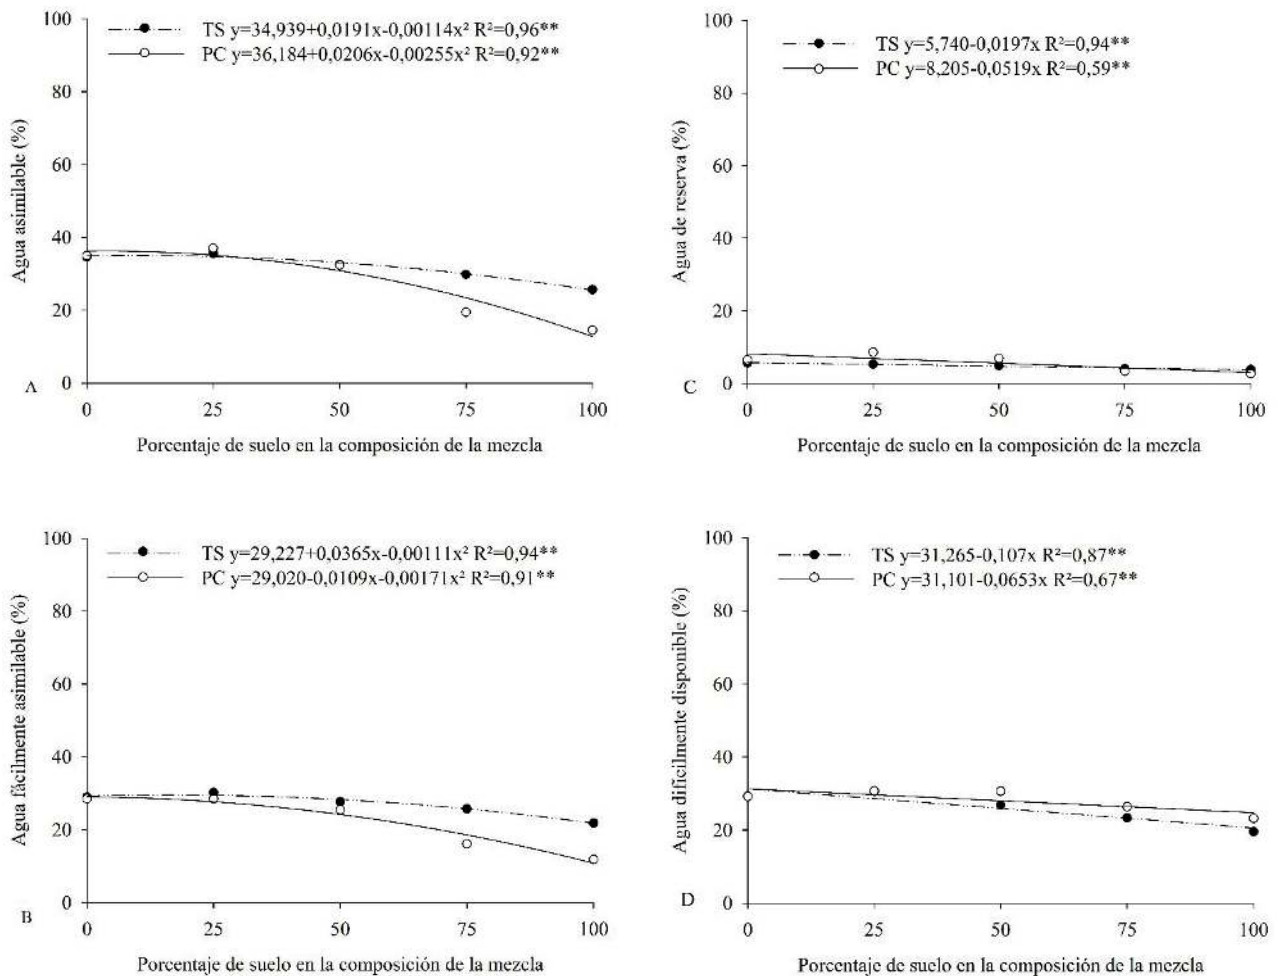 100
80
60
40
20
0
Agua asimilable (%)
TS y=34,939+0,0191x-0,00114x² R²=0,96**
PC y=36,184+0,0206x-0,00255x² R²=0,92**
A
0 25 50 75 100
Porcentaje de suelo en la composición de la mezcla
100
80
60
40
20
0
Agua de reserva (%)
TS y=5,740-0,0197x R²=0,94**
PC y=8,205-0,0519x R²=0,59**
C
0 25 50 75 100
Porcentaje de suelo en la composición de la mezcla
100
80
60
40
20
0
Agua fácilmente asimilable (%)
TS y=29,227+0,0365x-0,00111x² R²=0,94**
PC y=29,020-0,0109x-0,00171x² R²=0,91**
B
0 25 50 75 100
Porcentaje de suelo en la composición de la mezcla
100
80
60
40
20
0
Agua difícilmente disponible (%)
TS y=31,265-0,107x R²=0,87**
PC y=31,101-0,0653x R²=0,67**
D
0 25 50 75 100
Porcentaje de suelo en la composición de la mezcla